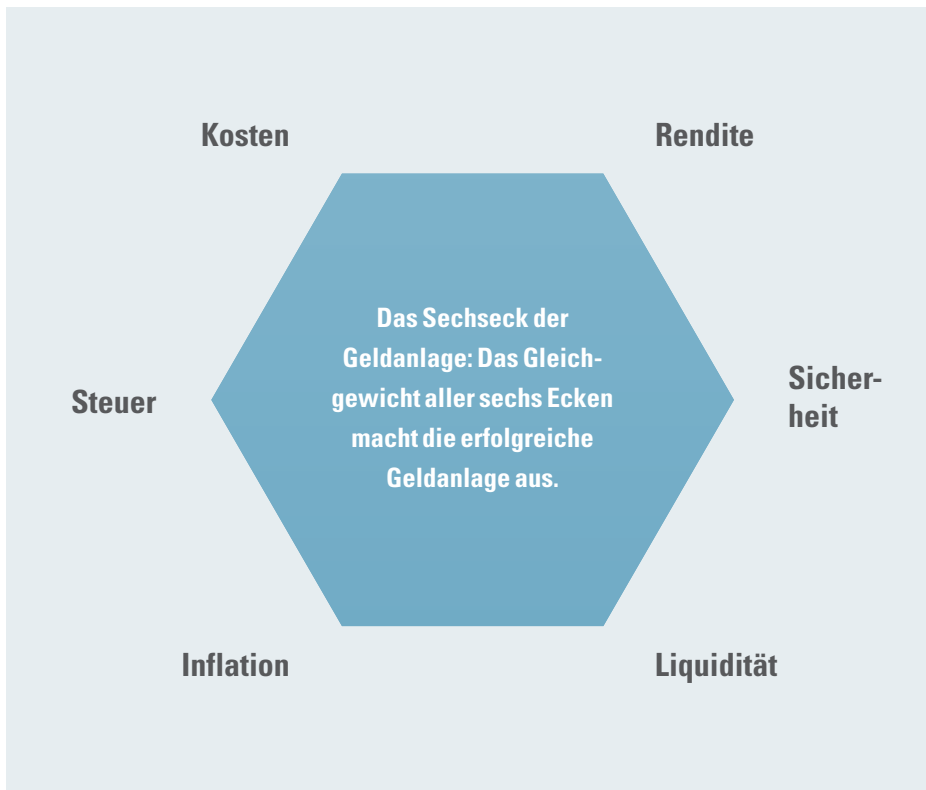 Kosten
Rendite
Das Sechseck der
Geldanlage: Das Gleich-
gewicht aller sechs Ecken
macht die erfolgreiche
Geldanlage aus.
Steuer
Sicher-
heit
Inflation
Liquidität